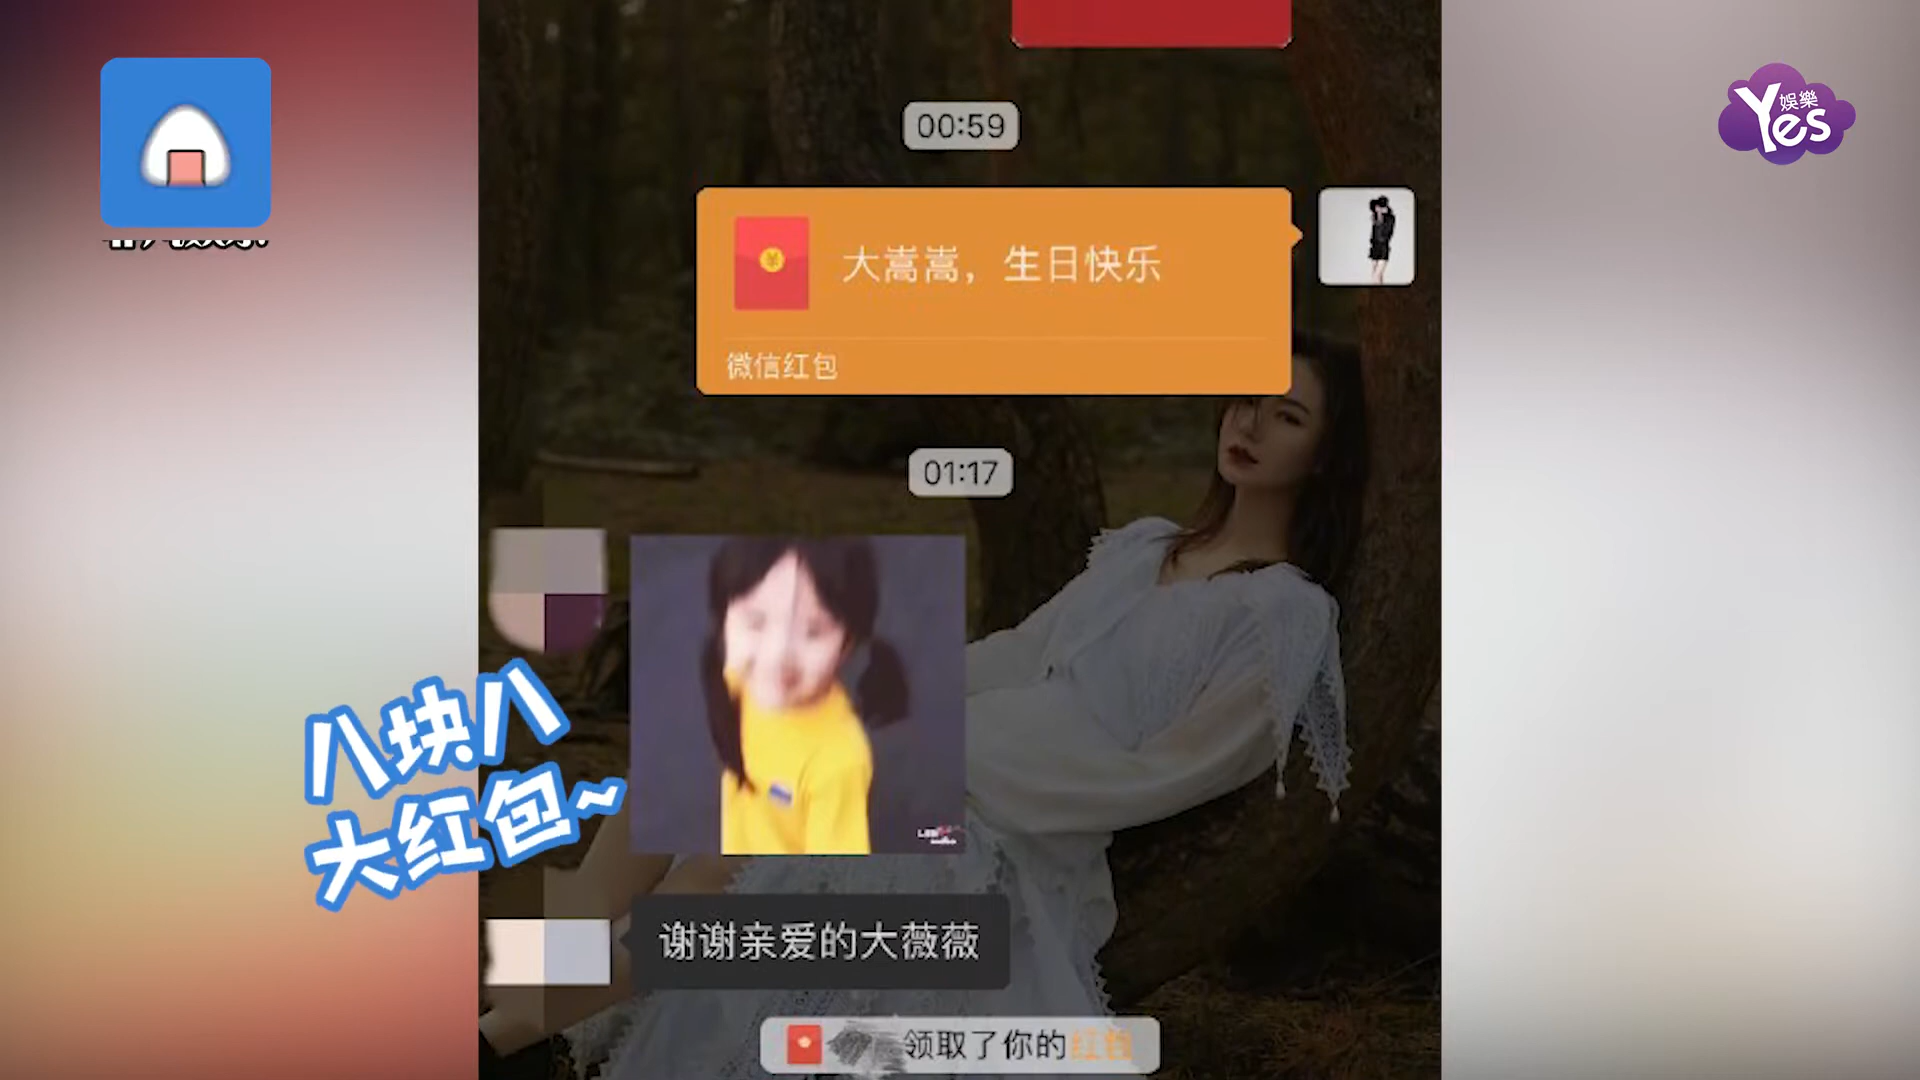 Yes
娛樂
00:59
大嵩嵩，生日快乐
微信红包
01:17
八块八
大红包~
谢谢亲爱的大薇薇
领取了你的红包